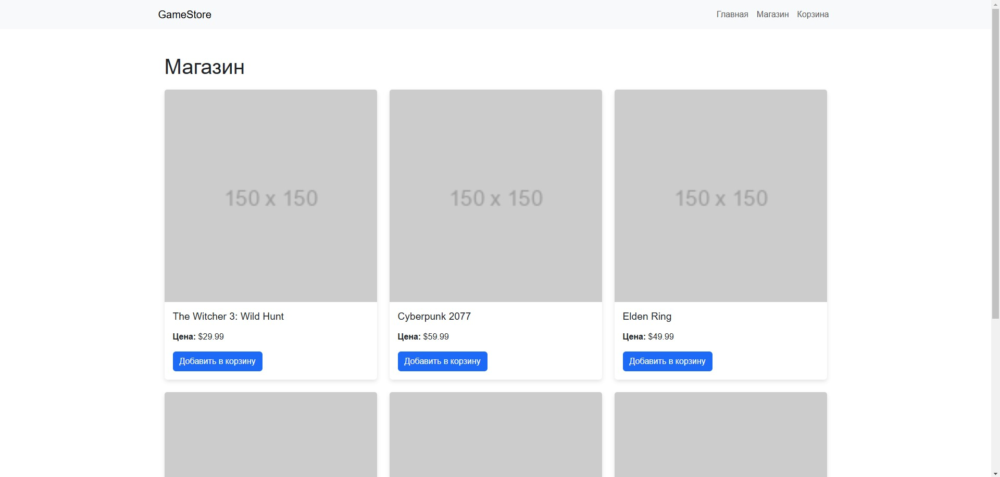 GameStore
Главная Магазин Корзина
Магазин
150 x 150
150 x 150
150 x 150
The Witcher 3: Wild Hunt
Цена: $29.99
Добавить в корзину
Cyberpunk 2077
Цена: $59.99
Добавить в корзину
Elden Ring
Цена: $49.99
Добавить в корзину